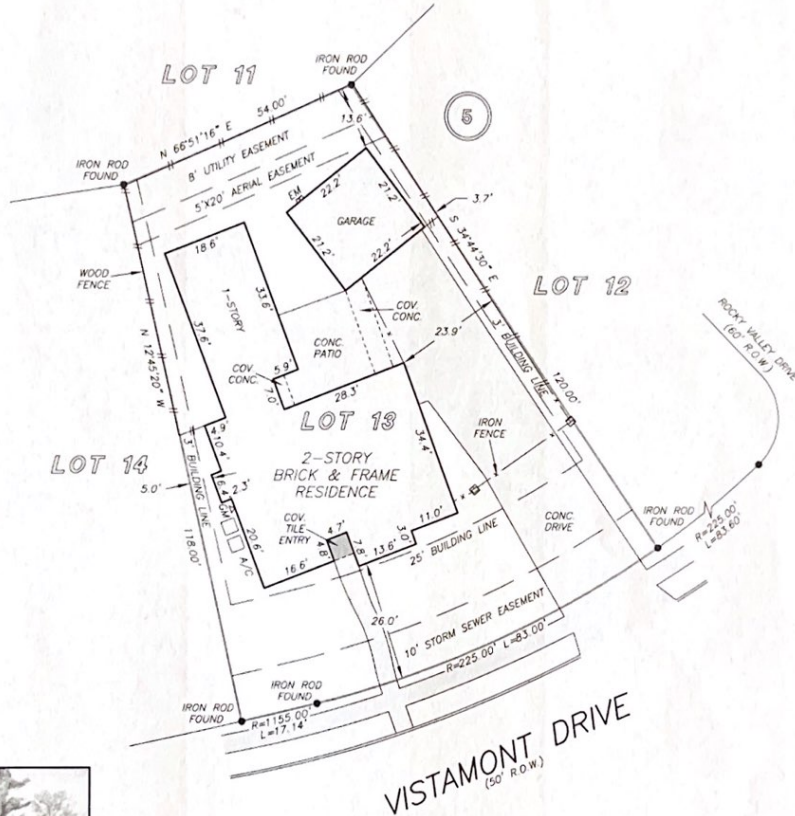 LOT 11
IRON ROD
FOUND
5
N 66°51'16" E
54.00'
13.6'
IRON ROD
FOUND
8' UTILITY EASEMENT
5'X20' AERIAL EASEMENT
EM
22.2'
21.2'
GARAGE
21.2'
22.2'
3.7'
S 34°44'30" E
120.00'
LOT 12
WOOD
FENCE
N 12°45'20" W
118.00'
18.6'
33.6'
1-STORY
37.6'
COV.
CONC.
CONC.
PATIO
23.9'
3' BUILDING LINE
ROCKY VALLEY DRIVE
(60' R.O.W.)
COV.
CONC.
5.9'
7.0'
28.3'
LOT 13
2-STORY
BRICK & FRAME
RESIDENCE
34.4'
IRON
FENCE
4.9'
10.4'
LOT 14
3' BUILDING LINE
5.0'
2.3'
16.4'
GM
A/C
20.6'
16.6'
COV.
TILE
ENTRY
4.7'
4.8'
7.8'
13.6'
3.0'
11.0'
25' BUILDING LINE
CONC.
DRIVE
IRON ROD
FOUND
R=225.00'
L=83.60'
26.0'
10' STORM SEWER EASEMENT
R=225.00' L=83.00'
IRON ROD
FOUND
IRON ROD
FOUND
R=1155.00'
L=17.14'
VISTAMONT DRIVE
(50' R.O.W.)